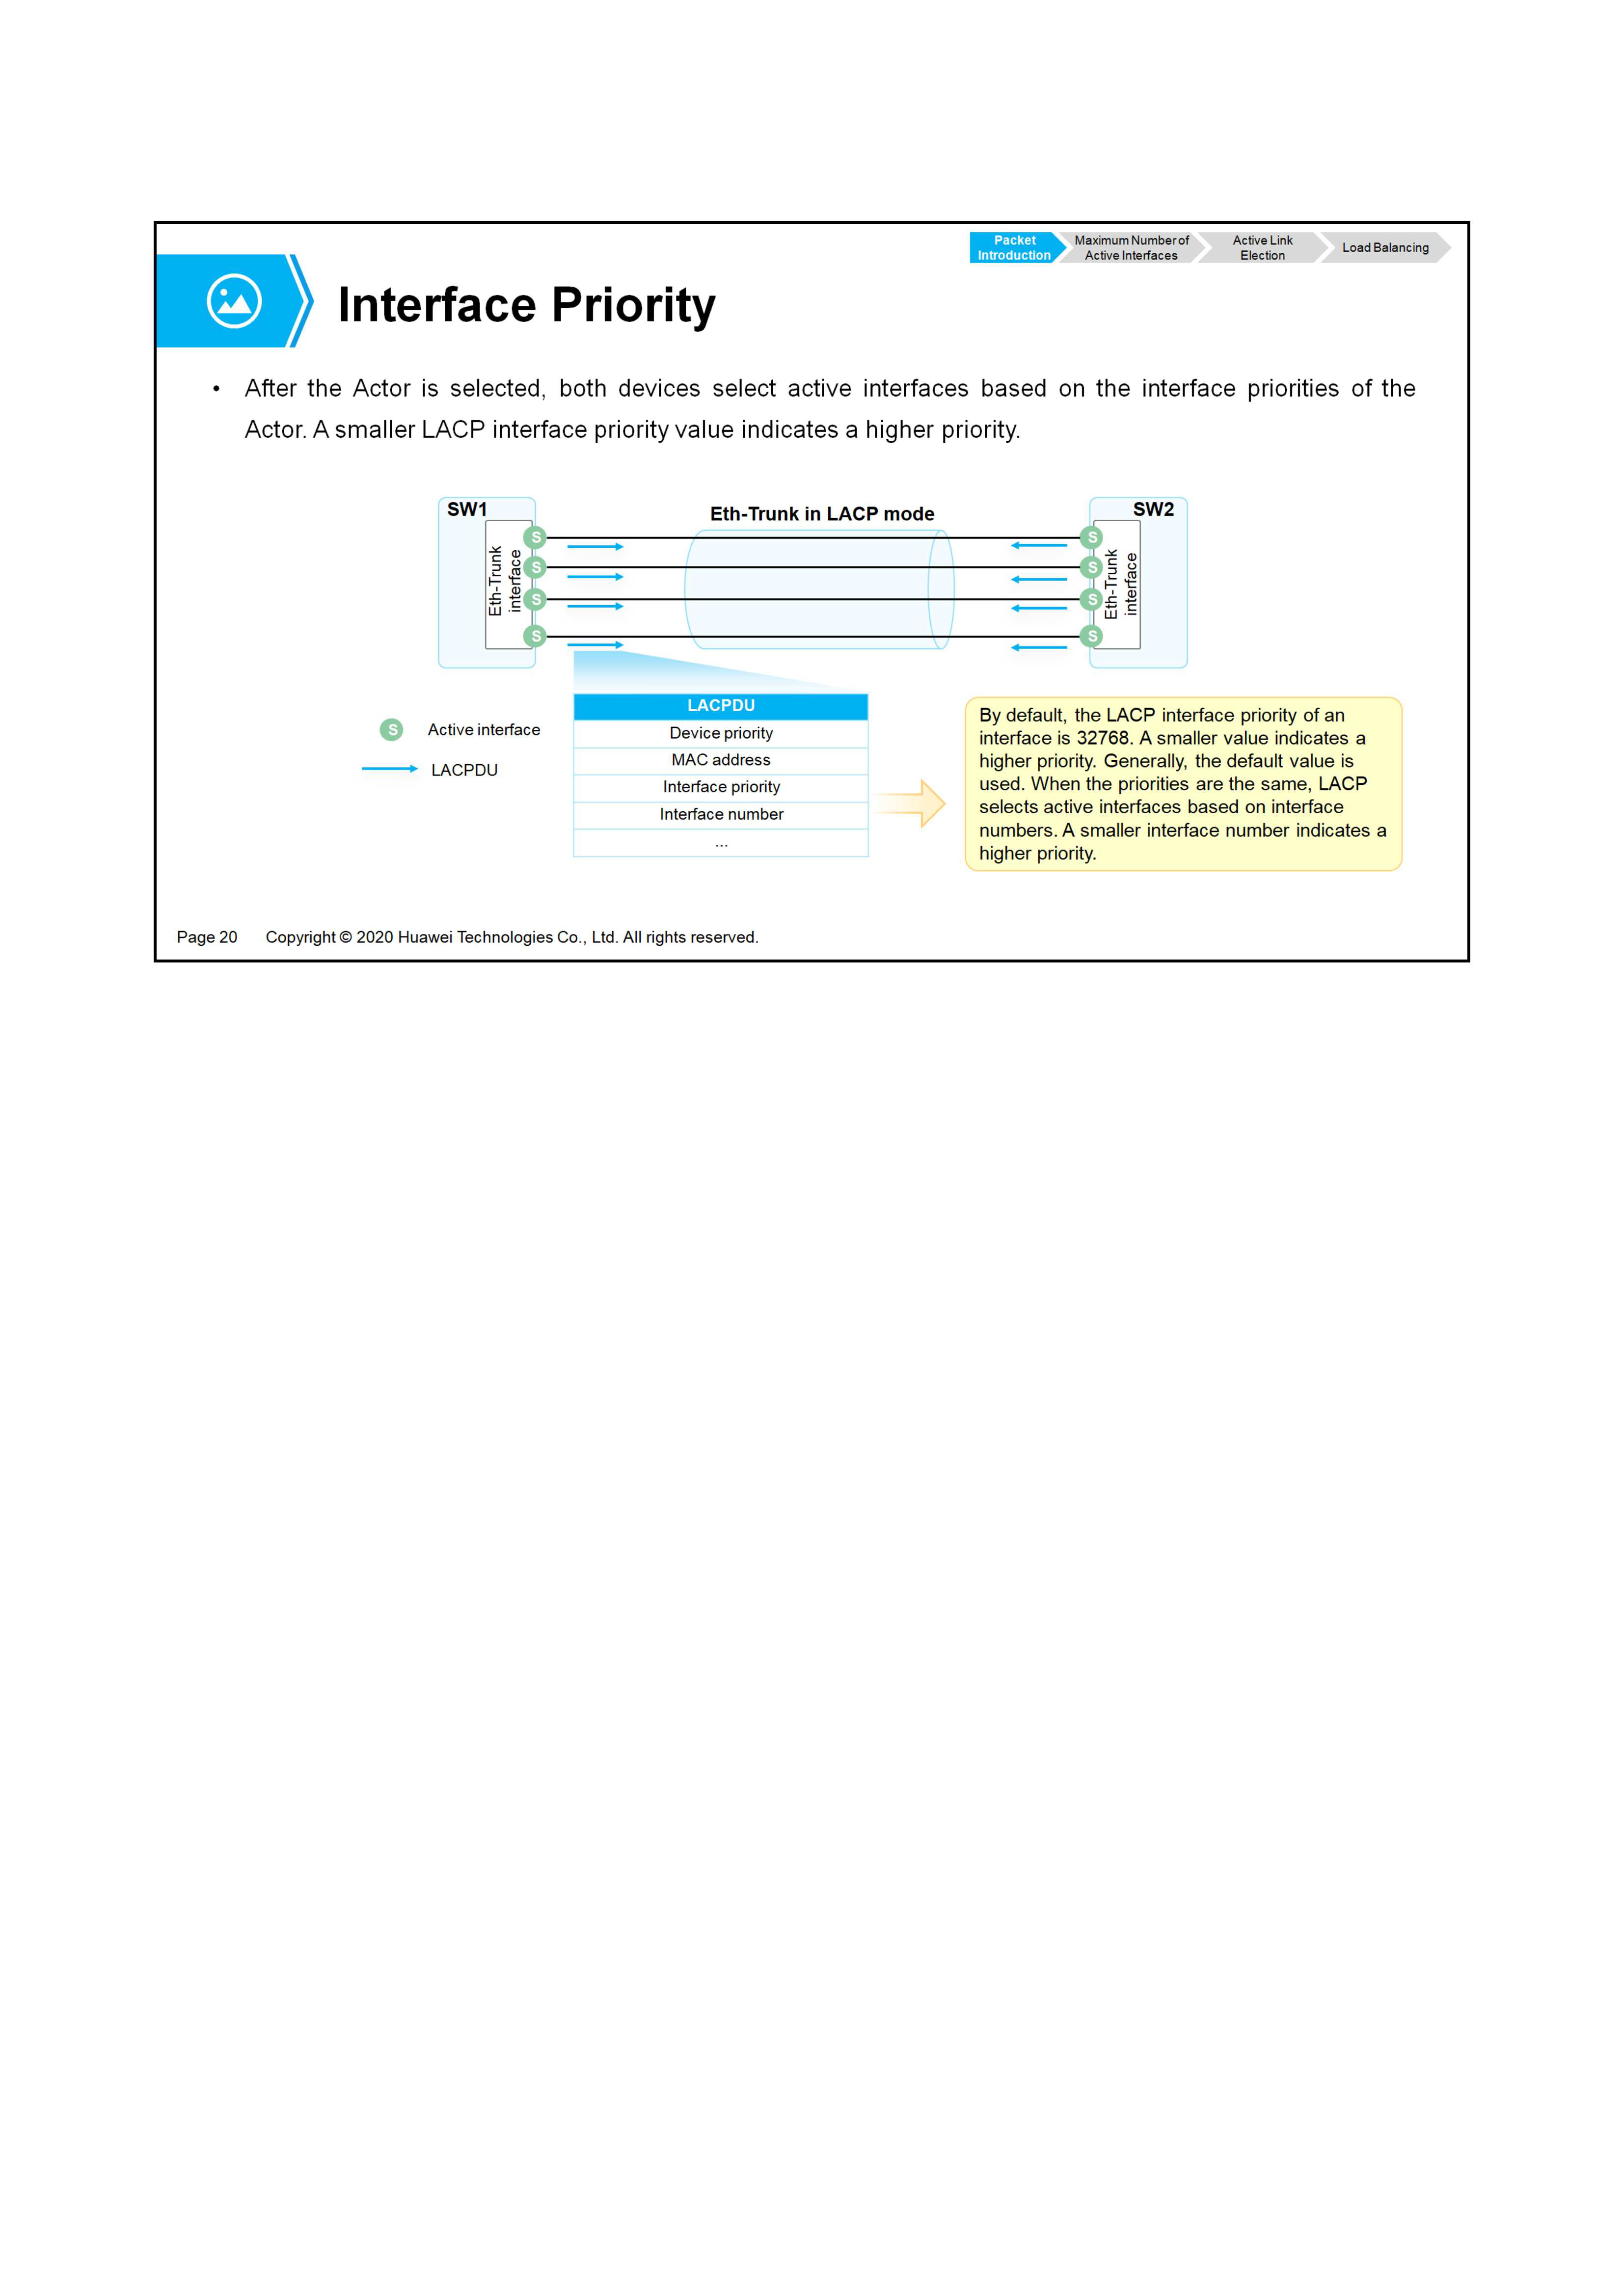 Packet
Introduction
Maximum Number of
Active Interfaces
Active Link
Election
Load Balancing
Interface Priority
• After the Actor is selected, both devices select active interfaces based on the interface priorities of the
Actor. A smaller LACP interface priority value indicates a higher priority.
SW1
Eth-Trunk in LACP mode
SW2
Eth-Trunk
interface
S
S
S
S
S
S
S
S
Eth-Trunk
interface
S Active interface
LACPDU
LACPDU
Device priority
MAC address
Interface priority
Interface number
...
By default, the LACP interface priority of an
interface is 32768. A smaller value indicates a
higher priority. Generally, the default value is
used. When the priorities are the same, LACP
selects active interfaces based on interface
numbers. A smaller interface number indicates a
higher priority.
Page 20 Copyright © 2020 Huawei Technologies Co., Ltd. All rights reserved.